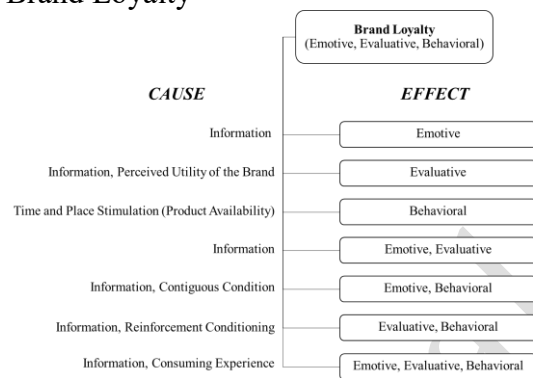 Brand Loyalty
Brand Loyalty
(Emotive, Evaluative, Behavioral)
CAUSE EFFECT
Information Emotive
Information, Perceived Utility of the Brand Evaluative
Time and Place Stimulation (Product Availability) Behavioral
Information Emotive, Evaluative
Information, Contiguous Condition Emotive, Behavioral
Information, Reinforcement Conditioning Evaluative, Behavioral
Information, Consuming Experience Emotive, Evaluative, Behavioral